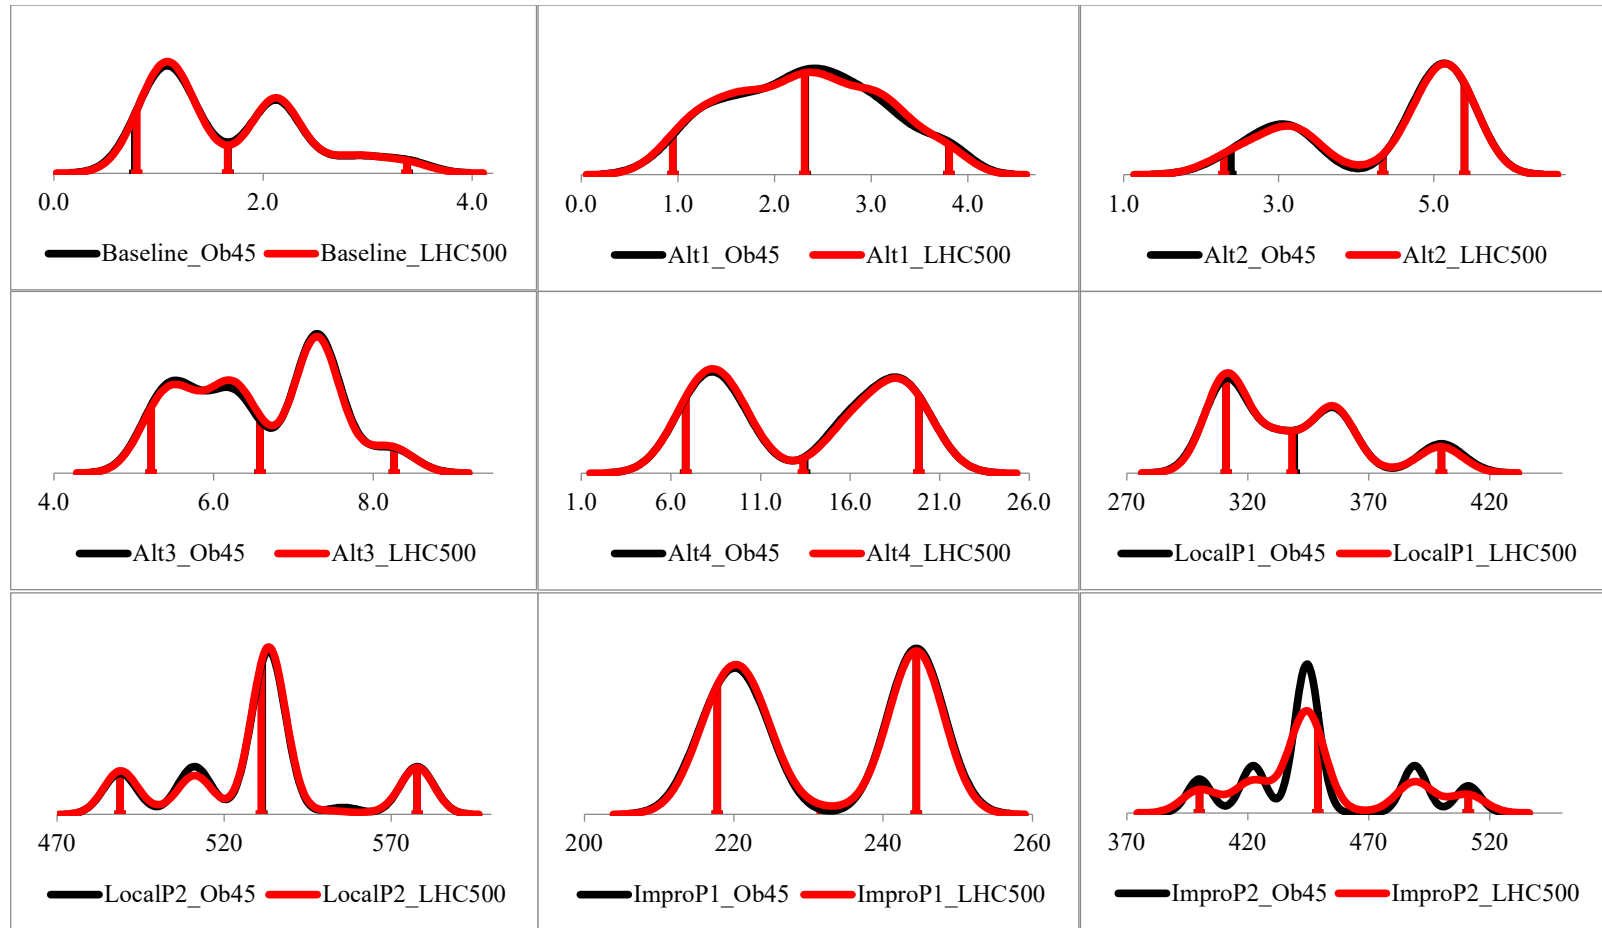 0.0 2.0 4.0
Baseline_Ob45 Baseline_LHC500
0.0 1.0 2.0 3.0 4.0
Alt1_Ob45 Alt1_LHC500
1.0 3.0 5.0
Alt2_Ob45 Alt2_LHC500
4.0 6.0 8.0
Alt3_Ob45 Alt3_LHC500
1.0 6.0 11.0 16.0 21.0 26.0
Alt4_Ob45 Alt4_LHC500
270 320 370 420
LocalP1_Ob45 LocalP1_LHC500
470 520 570
LocalP2_Ob45 LocalP2_LHC500
200 220 240 260
ImproP1_Ob45 ImproP1_LHC500
370 420 470 520
ImproP2_Ob45 ImproP2_LHC500